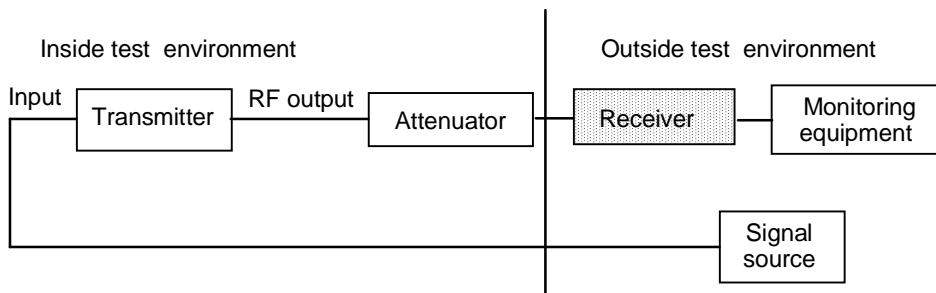 Inside test environment
Outside test environment
Input
Transmitter
RF output
Attenuator
Receiver
Monitoring
equipment
Signal
source